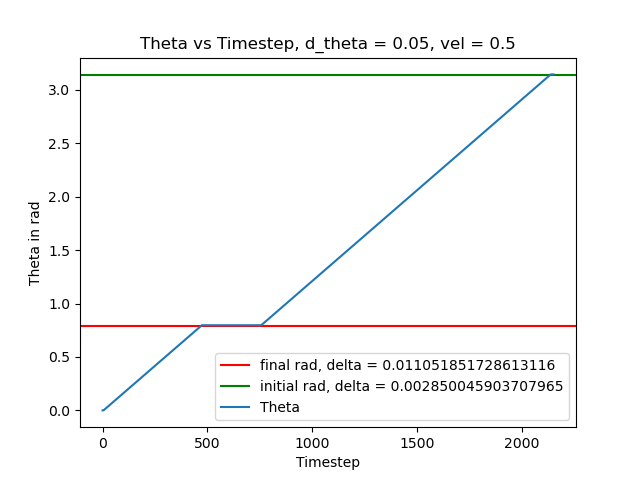 Theta vs Timestep, d_theta = 0.05, vel = 0.5
Theta in rad
3.0
2.5
2.0
1.5
1.0
0.5
0.0
final rad, delta = 0.011051851728613116
initial rad, delta = 0.002850045903707965
Theta
0 500 1000 1500 2000
Timestep